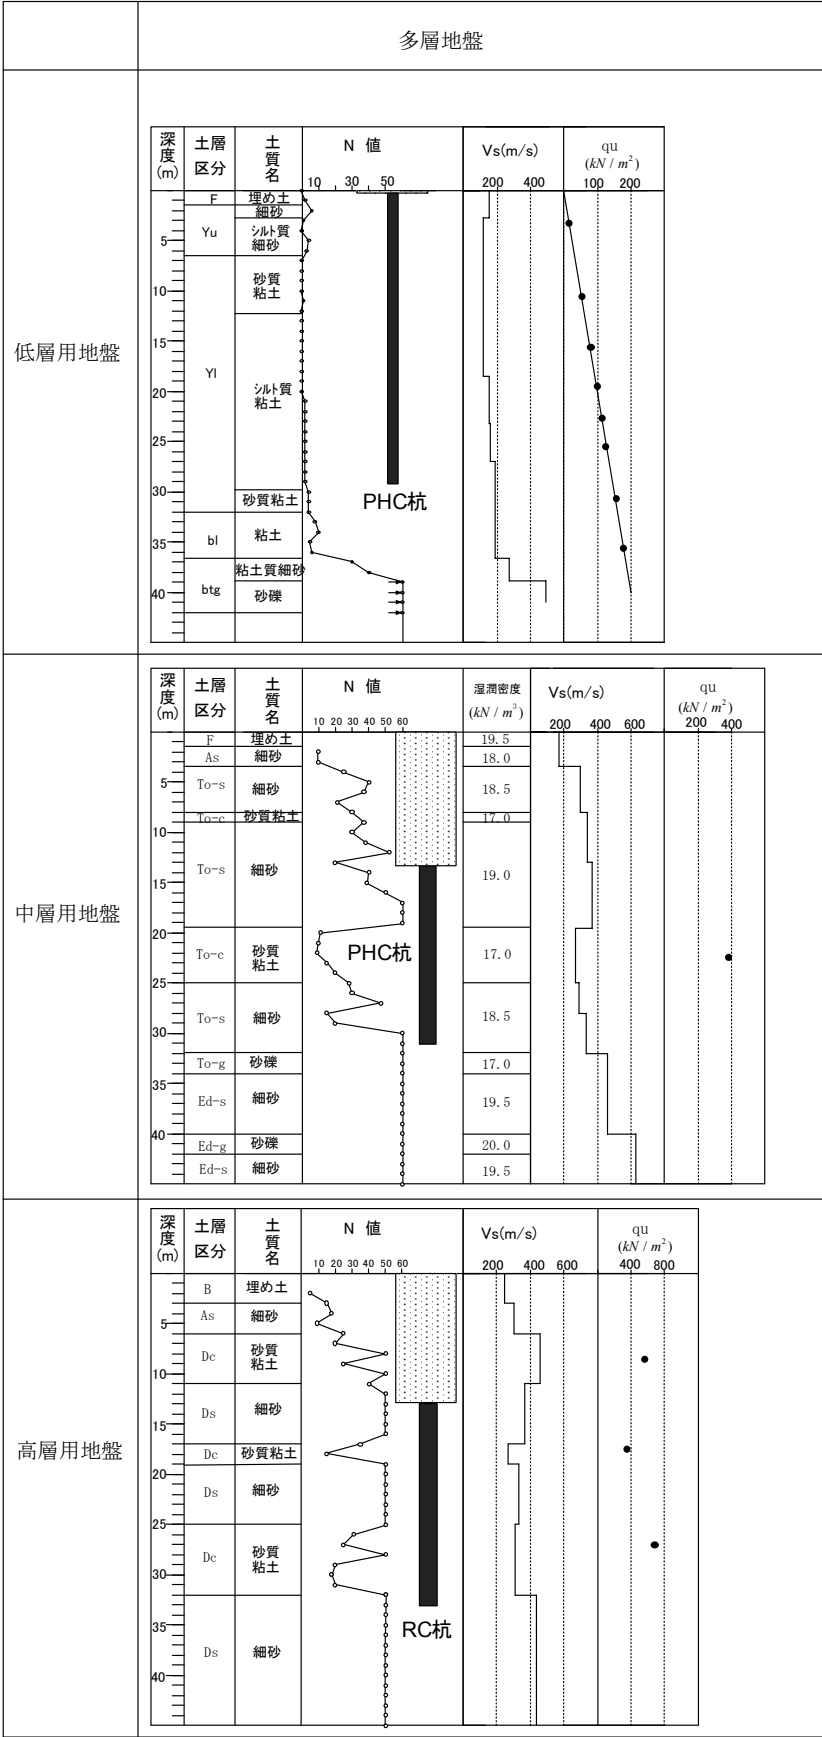 多層地盤
低層用地盤
深度(m)
土層区分
土質名
N 値
10 30 50
Vs(m/s)
200 400
qu
(kN / m²)
100 200
F 埋め土
細砂
Yu シルト質細砂
5
砂質粘土
10
15
Yl シルト質粘土
20
25
30
砂質粘土
PHC杭
bl 粘土
35
粘土質細砂
btg 砂礫
40
中層用地盤
深度(m)
土層区分
土質名
N 値
10 20 30 40 50 60
湿潤密度
(kN / m³)
Vs(m/s)
200 400 600
qu
(kN / m²)
200 400
F 埋め土 19.5
As 細砂 18.0
5
To-s 細砂 18.5
To-c 砂質粘土 17.0
10
To-s 細砂 19.0
15
20
To-c 砂質粘土 PHC杭 17.0
25
To-s 細砂 18.5
30
To-g 砂礫 17.0
35
Ed-s 細砂 19.5
40
Ed-g 砂礫 20.0
Ed-s 細砂 19.5
高層用地盤
深度(m)
土層区分
土質名
N 値
10 20 30 40 50 60
Vs(m/s)
200 400 600
qu
(kN / m²)
400 800
B 埋め土
As 細砂
5
Dc 砂質粘土
10
Ds 細砂
15
Dc 砂質粘土
20
Ds 細砂
25
Dc 砂質粘土
30
RC杭
35
Ds 細砂
40